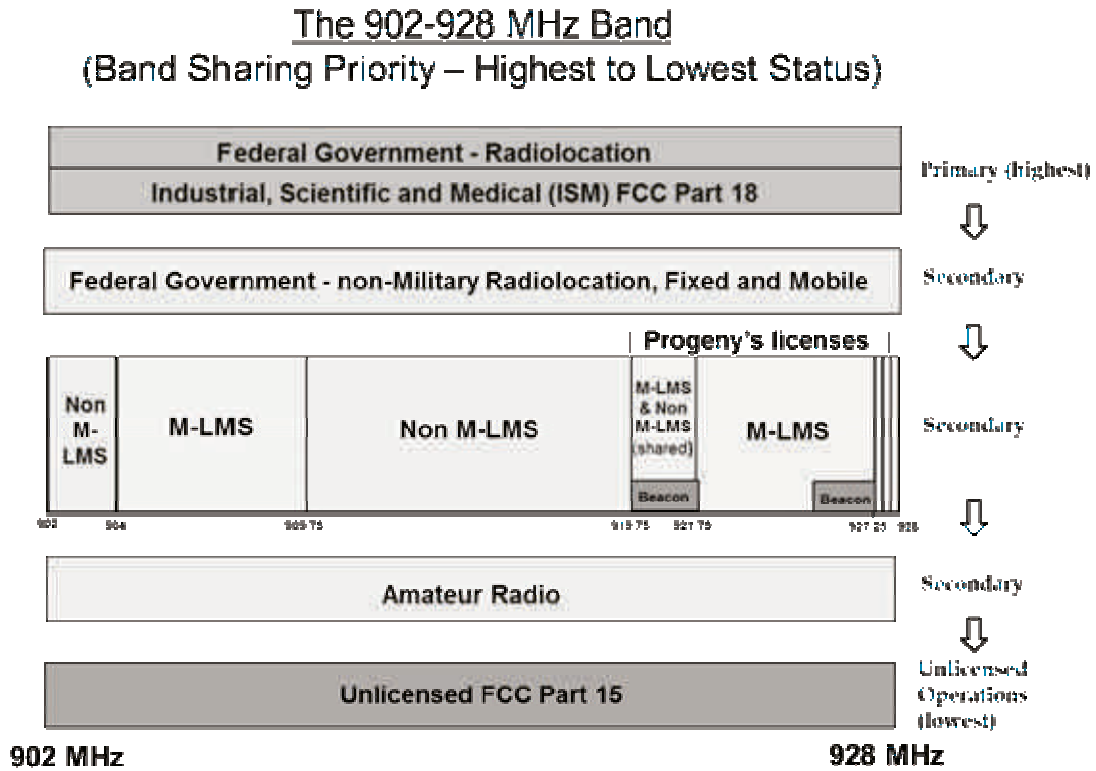 The 902-928 MHz Band
(Band Sharing Priority – Highest to Lowest Status)
Federal Government - Radiolocation
Primary (highest)
Industrial, Scientific and Medical (ISM) FCC Part 18
Federal Government - non-Military Radiolocation, Fixed and Mobile
Secondary
Progeny's licenses
Non
M-
LMS
M-LMS
Non M-LMS
M-LMS
& Non
M-LMS
(shared)
M-LMS
Secondary
Beacon
Beacon
902
904
928
Amateur Radio
Secondary
Unlicensed FCC Part 15
Unlicensed
Operations
(lowest)
902 MHz
928 MHz